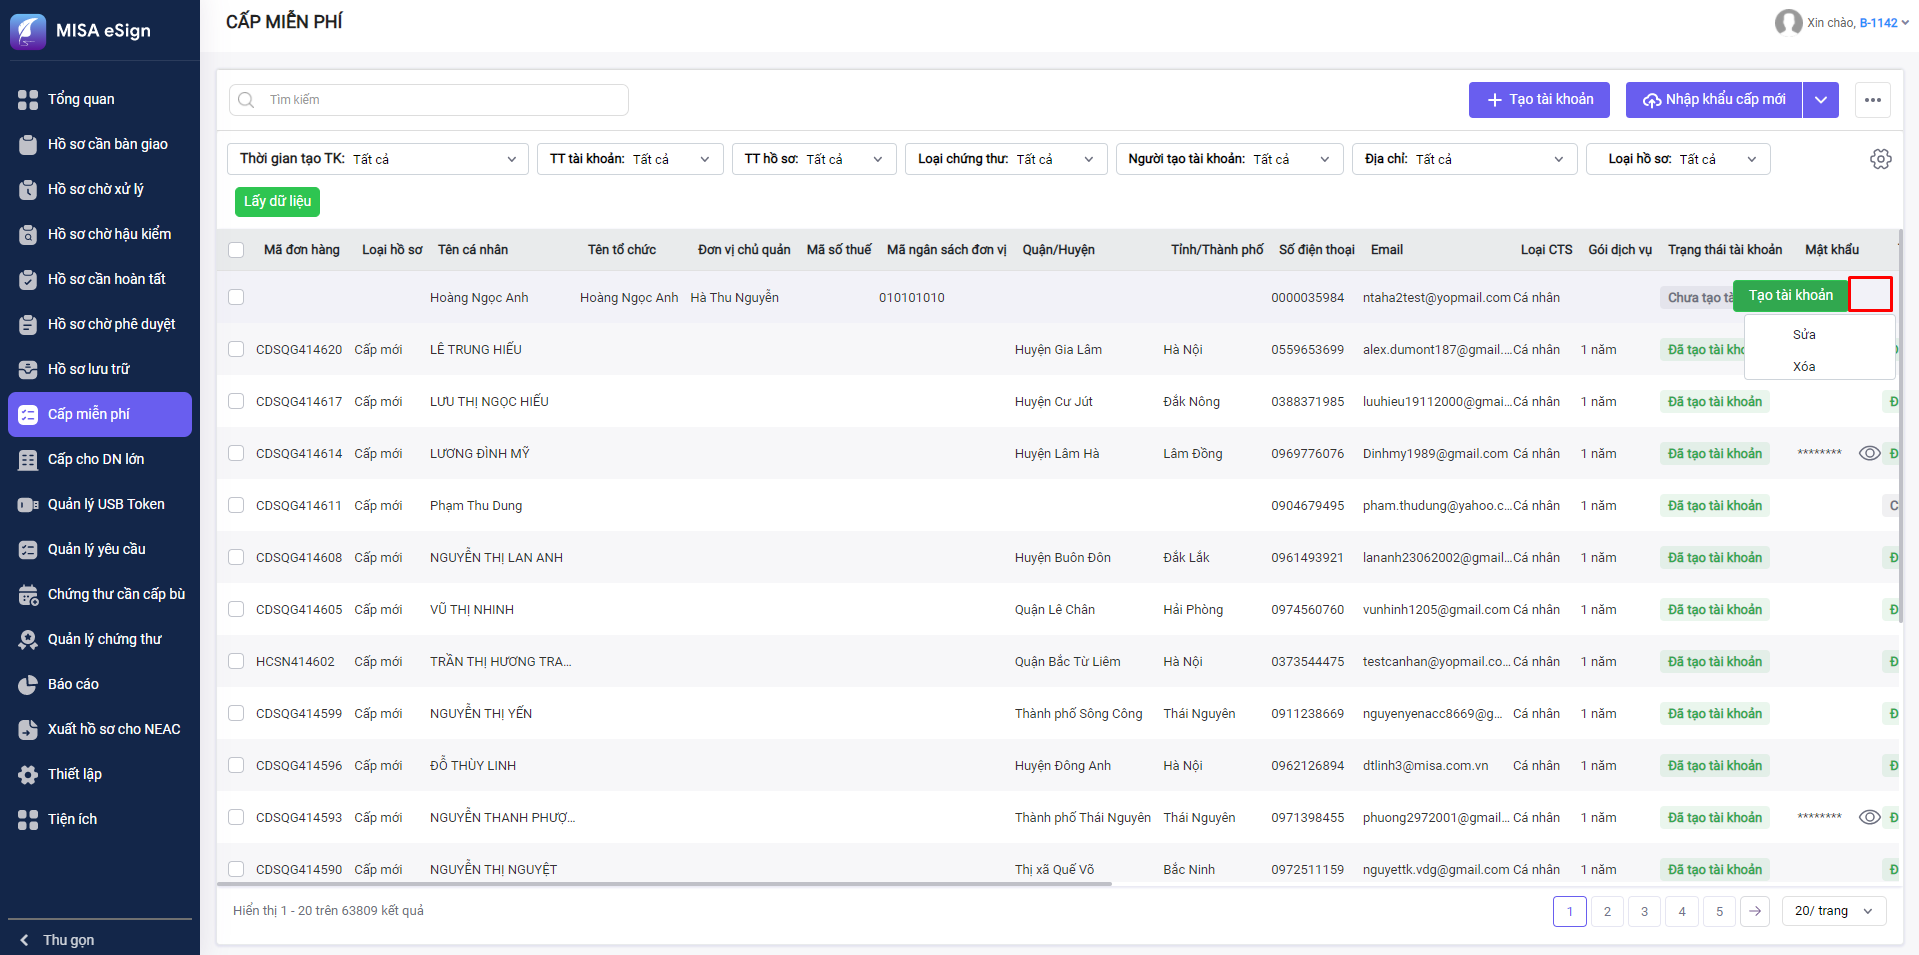 MISA eSign
CẤP MIỄN PHÍ
Xin chào, B-1142
Tổng quan
Hồ sơ cần bàn giao
Hồ sơ chờ xử lý
Hồ sơ chờ hậu kiểm
Hồ sơ cần hoàn tất
Hồ sơ chờ phê duyệt
Hồ sơ lưu trữ
Cấp miễn phí
Cấp cho DN lớn
Quản lý USB Token
Quản lý yêu cầu
Chứng thư cần cấp bù
Quản lý chứng thư
Báo cáo
Xuất hồ sơ cho NEAC
Thiết lập
Tiện ích
Thu gọn
Tìm kiếm
Tạo tài khoản
Nhập khẩu cấp mới
Thời gian tạo TK: Tất cả
TT tài khoản: Tất cả
TT hồ sơ: Tất cả
Loại chứng thư: Tất cả
Người tạo tài khoản: Tất cả
Địa chỉ: Tất cả
Loại hồ sơ: Tất cả
Lấy dữ liệu
Mã đơn hàng Loại hồ sơ Tên cá nhân Tên tổ chức Đơn vị chủ quản Mã số thuế Mã ngân sách đơn vị Quận/Huyện Tỉnh/Thành phố Số điện thoại Email Loại CTS Gói dịch vụ Trạng thái tài khoản Mật khẩu
Hoàng Ngọc Anh Hoàng Ngọc Anh Hà Thu Nguyễn 010101010 0000035984 ntaha2test@yopmail.com Cá nhân Chưa tạo tà Tạo tài khoản
Sửa
Xóa
CDSQG414620 Cấp mới LÊ TRUNG HIẾU Huyện Gia Lâm Hà Nội 0559653699 alex.dumont187@gmail.... Cá nhân 1 năm Đã tạo tài kho
CDSQG414617 Cấp mới LƯU THỊ NGỌC HIẾU Huyện Cư Jút Đắk Nông 0388371985 luuhieu19112000@gmai... Cá nhân 1 năm Đã tạo tài khoản Đ
CDSQG414614 Cấp mới LƯƠNG ĐÌNH MỸ Huyện Lâm Hà Lâm Đồng 0969776076 Dinhmy1989@gmail.com Cá nhân 1 năm Đã tạo tài khoản ******** Đ
CDSQG414611 Cấp mới Phạm Thu Dung 0904679495 pham.thudung@yahoo.c... Cá nhân 1 năm Đã tạo tài khoản C
CDSQG414608 Cấp mới NGUYỄN THỊ LAN ANH Huyện Buôn Đôn Đắk Lắk 0961493921 lananh23062002@gmail... Cá nhân 1 năm Đã tạo tài khoản Đ
CDSQG414605 Cấp mới VŨ THỊ NHINH Quận Lê Chân Hải Phòng 0974560760 vunhinh1205@gmail.com Cá nhân 1 năm Đã tạo tài khoản Đ
HCSN414602 Cấp mới TRẦN THỊ HƯƠNG TRA... Quận Bắc Từ Liêm Hà Nội 0373544475 testcanhan@yopmail.co... Cá nhân 1 năm Đã tạo tài khoản Đ
CDSQG414599 Cấp mới NGUYỄN THỊ YẾN Thành phố Sông Công Thái Nguyên 0911238669 nguyenyenacc8669@g... Cá nhân 1 năm Đã tạo tài khoản Đ
CDSQG414596 Cấp mới ĐỖ THÙY LINH Huyện Đông Anh Hà Nội 0962126894 dtlinh3@misa.com.vn Cá nhân 1 năm Đã tạo tài khoản Đ
CDSQG414593 Cấp mới NGUYỄN THANH PHƯỢ... Thành phố Thái Nguyên Thái Nguyên 0971398455 phuong2972001@gmail... Cá nhân 1 năm Đã tạo tài khoản ******** Đ
CDSQG414590 Cấp mới NGUYỄN THỊ NGUYỆT Thị xã Quế Võ Bắc Ninh 0972511159 nguyettk.vdg@gmail.com Cá nhân 1 năm Đã tạo tài khoản Đ
Hiển thị 1 - 20 trên 63809 kết quả
1 2 3 4 5
20/ trang